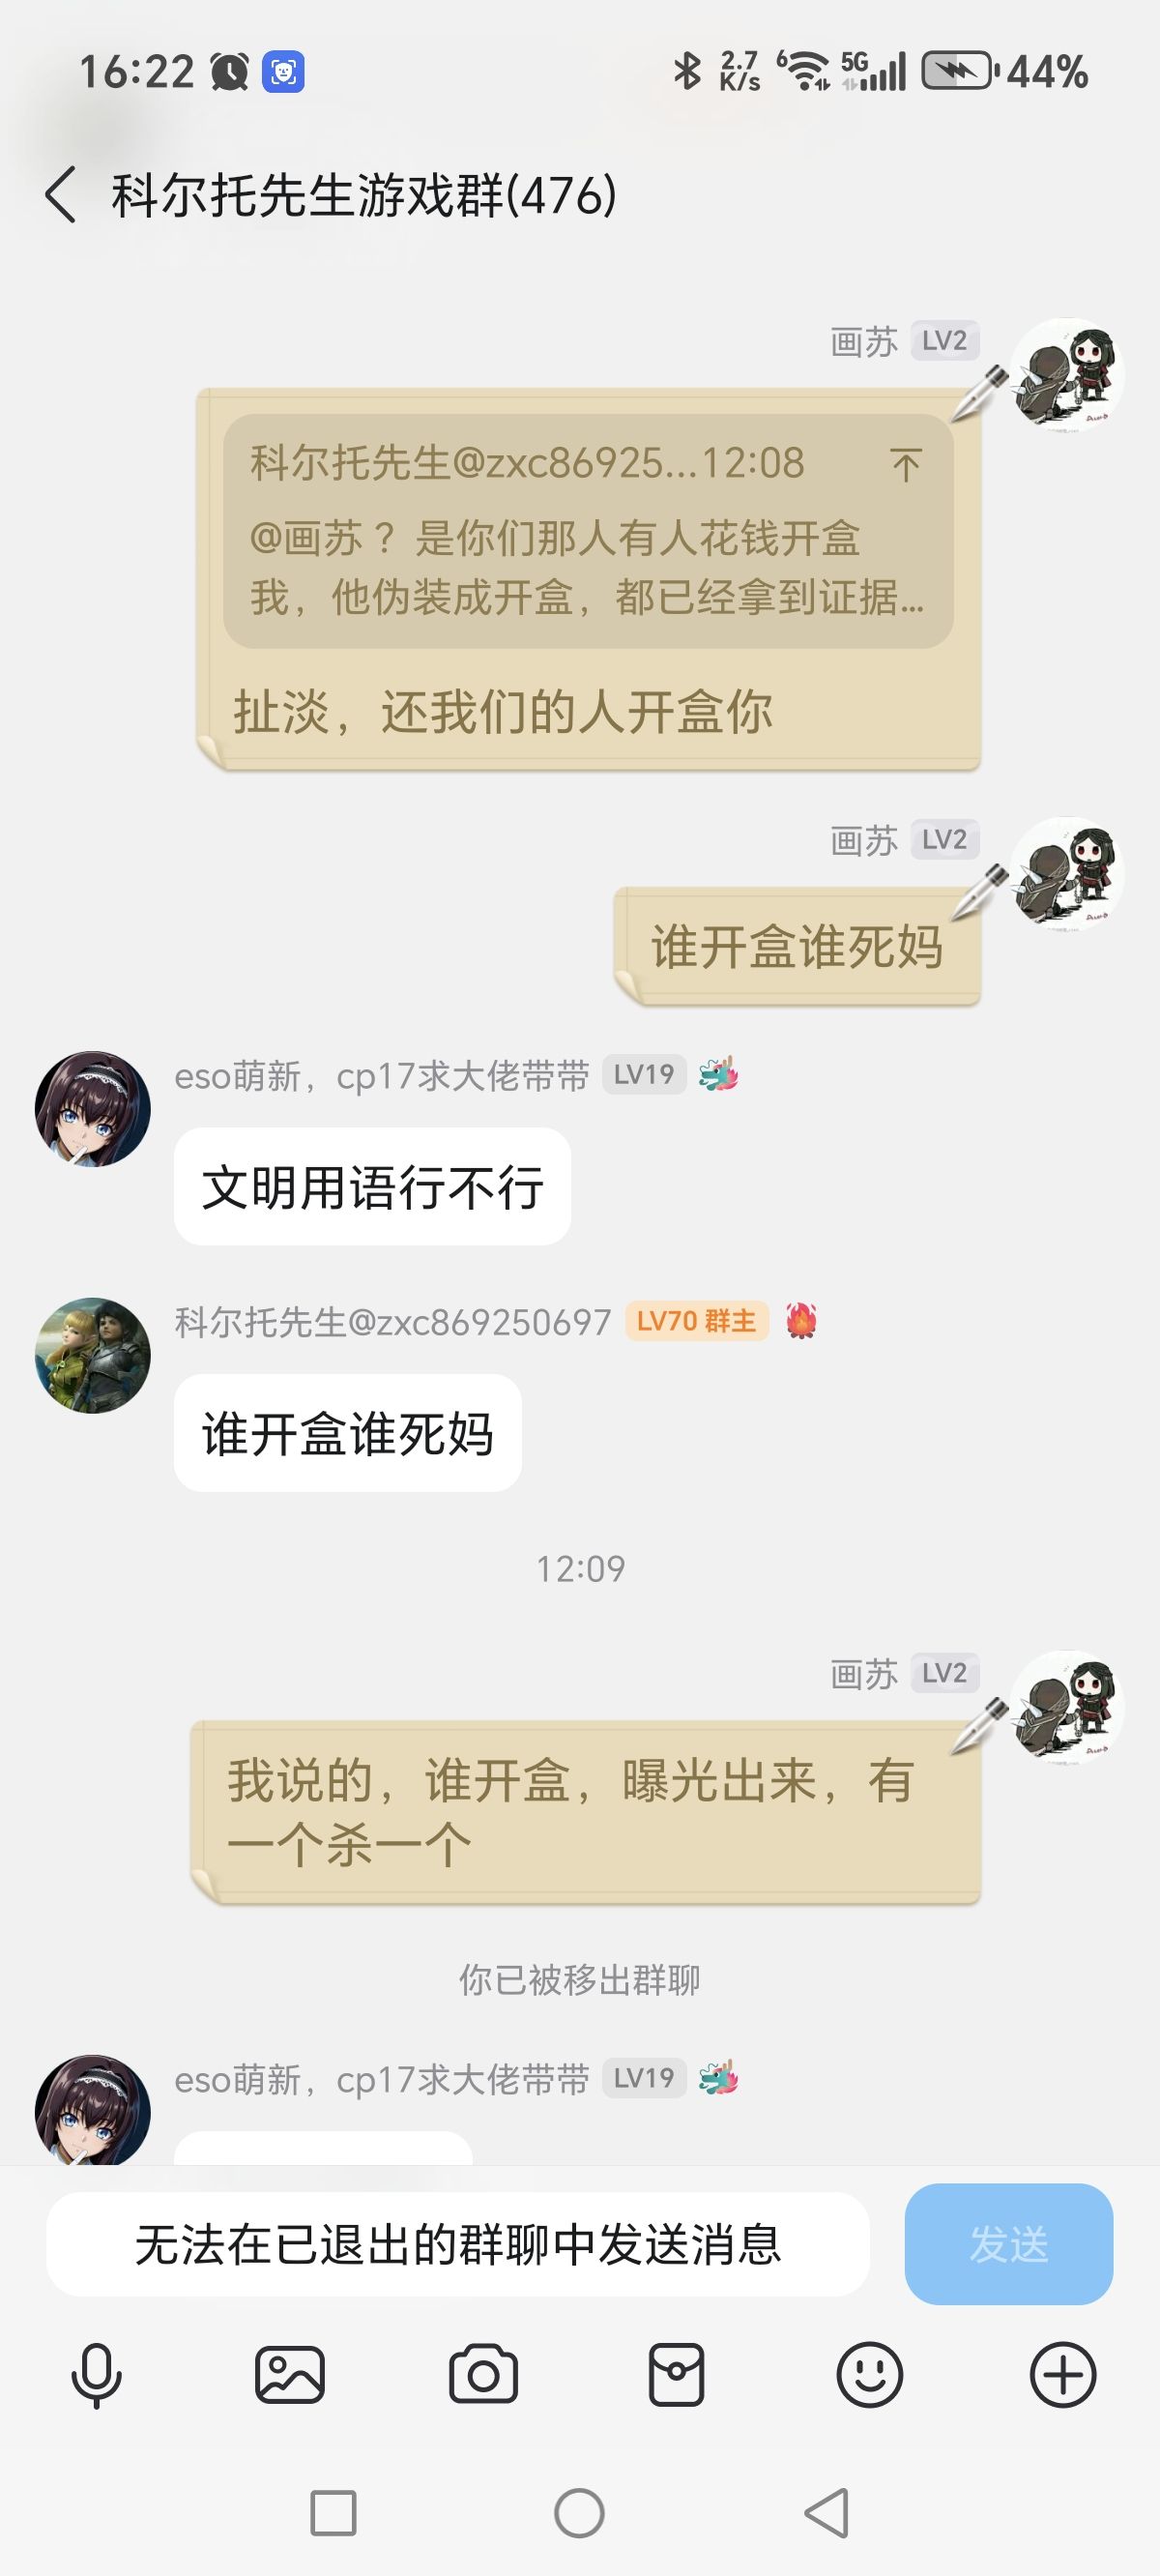 16:22
2.7
K/s
6
5G
44%
科尔托先生游戏群(476)
画苏 LV2
科尔托先生@zxc86925...12:08
@画苏？是你们那人有人花钱开盒
我，他伪装成开盒，都已经拿到证据...
扯淡，还我们的人开盒你
画苏 LV2
谁开盒谁死妈
eso萌新，cp17求大佬带带 LV19
文明用语行不行
科尔托先生@zxc869250697 LV70 群主
谁开盒谁死妈
12:09
画苏 LV2
我说的，谁开盒，曝光出来，有
一个杀一个
你已被移出群聊
eso萌新，cp17求大佬带带 LV19
无法在已退出的群聊中发送消息
发送